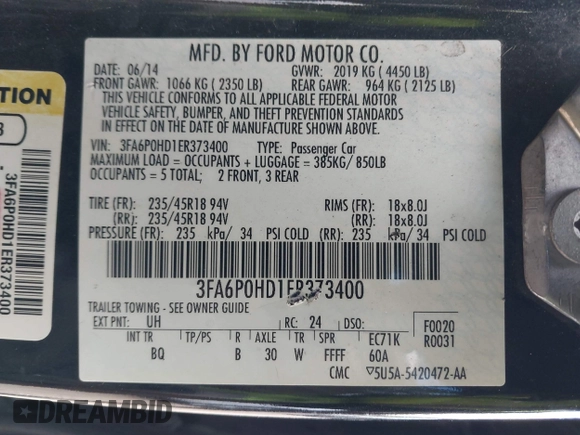 MFD. BY FORD MOTOR CO.
DATE: 06/14 GVWR: 2019 KG ( 4450 LB)
FRONT GAWR: 1066 KG ( 2350 LB) REAR GAWR: 964 KG ( 2125 LB)
THIS VEHICLE CONFORMS TO ALL APPLICABLE FEDERAL MOTOR
VEHICLE SAFETY, BUMPER, AND THEFT PREVENTION STANDARDS
IN EFFECT ON THE DATE OF MANUFACTURE SHOWN ABOVE.
VIN: 3FA6P0HD1ER373400 TYPE: Passenger Car
MAXIMUM LOAD = OCCUPANTS + LUGGAGE = 385KG/850LB
OCCUPANTS = 5 TOTAL; 2 FRONT, 3 REAR
TIRE (FR): 235/45R18 94V RIMS (FR): 18x8.0J
(RR): 235/45R18 94V (RR): 18x8.0J
PRESSURE (FR): 235 kPa/ 34 PSI COLD (RR): 235 kPa/ 34 PSI COLD
3FA6P0HD1ER373400
TRAILER TOWING - SEE OWNER GUIDE
EXT PNT: UH RC: 24 DSO: F0020
INT TR TP/PS R AXLE TR SPR EC71K R0031
BQ B 30 W FFFF 60A
CMC ▽5U5A-5420472-AA
TION
3
3FA6P0HD1ER373400
DREAMBID